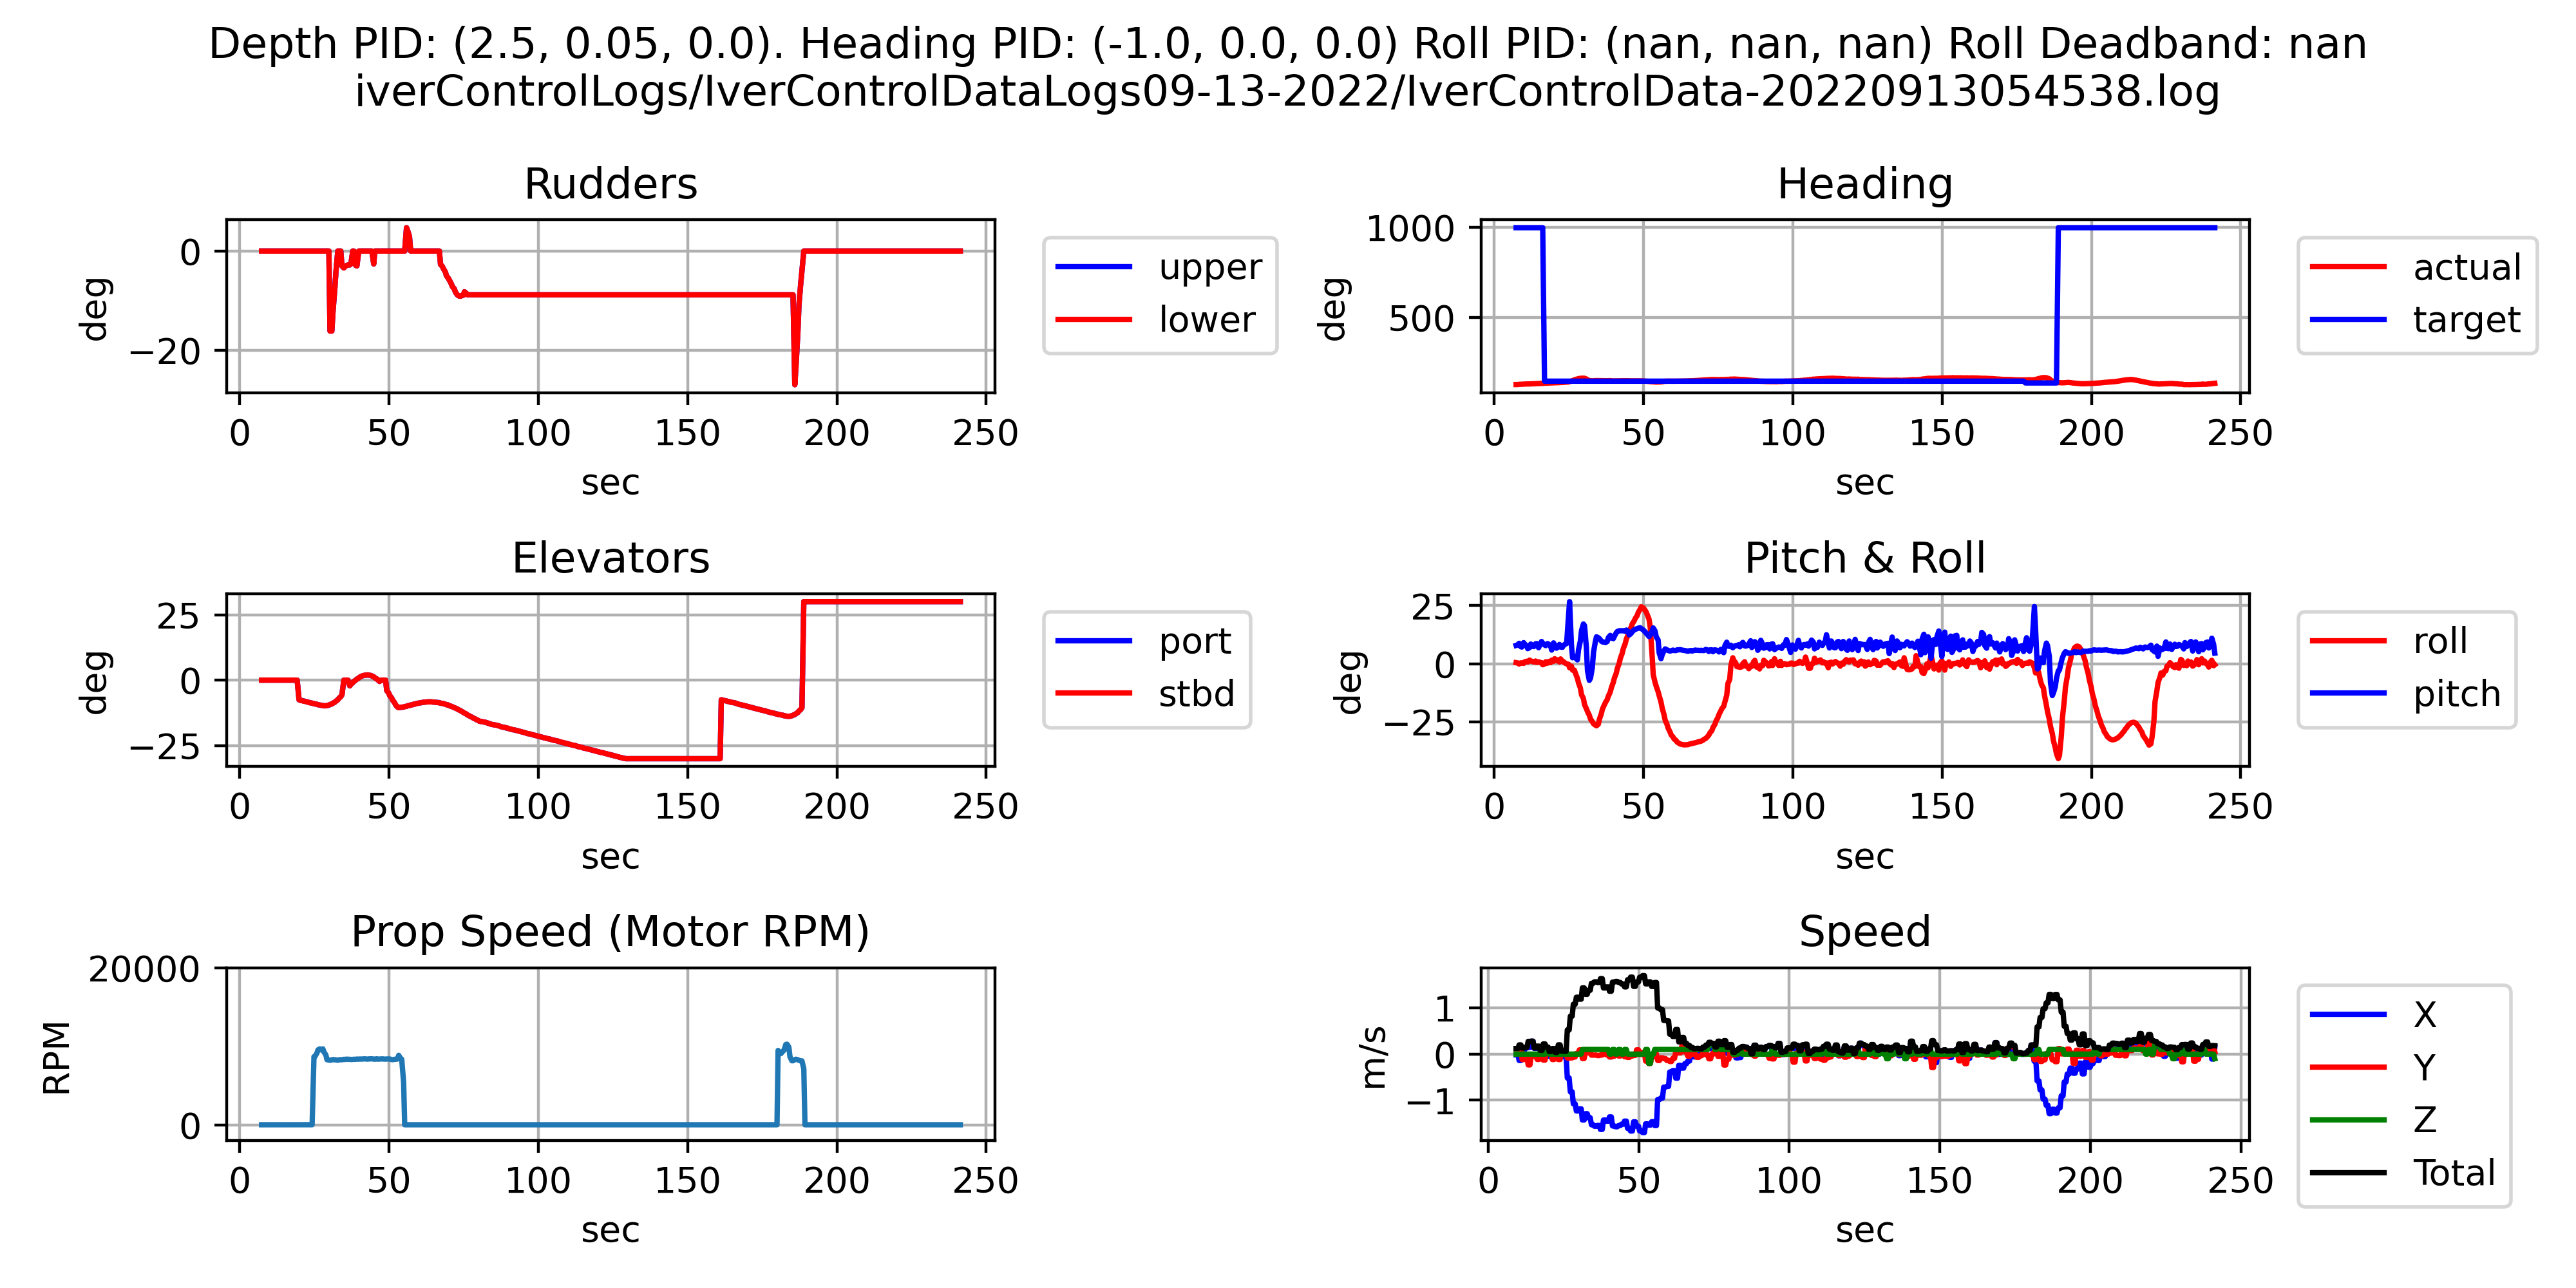 Depth PID: (2.5, 0.05, 0.0). Heading PID: (-1.0, 0.0, 0.0) Roll PID: (nan, nan, nan) Roll Deadband: nan
iverControlLogs/IverControlDataLogs09-13-2022/IverControlData-20220913054538.log
Rudders
deg
0
−20
0 50 100 150 200 250
sec
upper
lower
Heading
deg
1000
500
0 50 100 150 200 250
sec
actual
target
Elevators
deg
25
0
−25
0 50 100 150 200 250
sec
port
stbd
Pitch & Roll
deg
25
0
−25
0 50 100 150 200 250
sec
roll
pitch
Prop Speed (Motor RPM)
RPM
20000
0
0 50 100 150 200 250
sec
Speed
m/s
1
0
−1
0 50 100 150 200 250
sec
X
Y
Z
Total